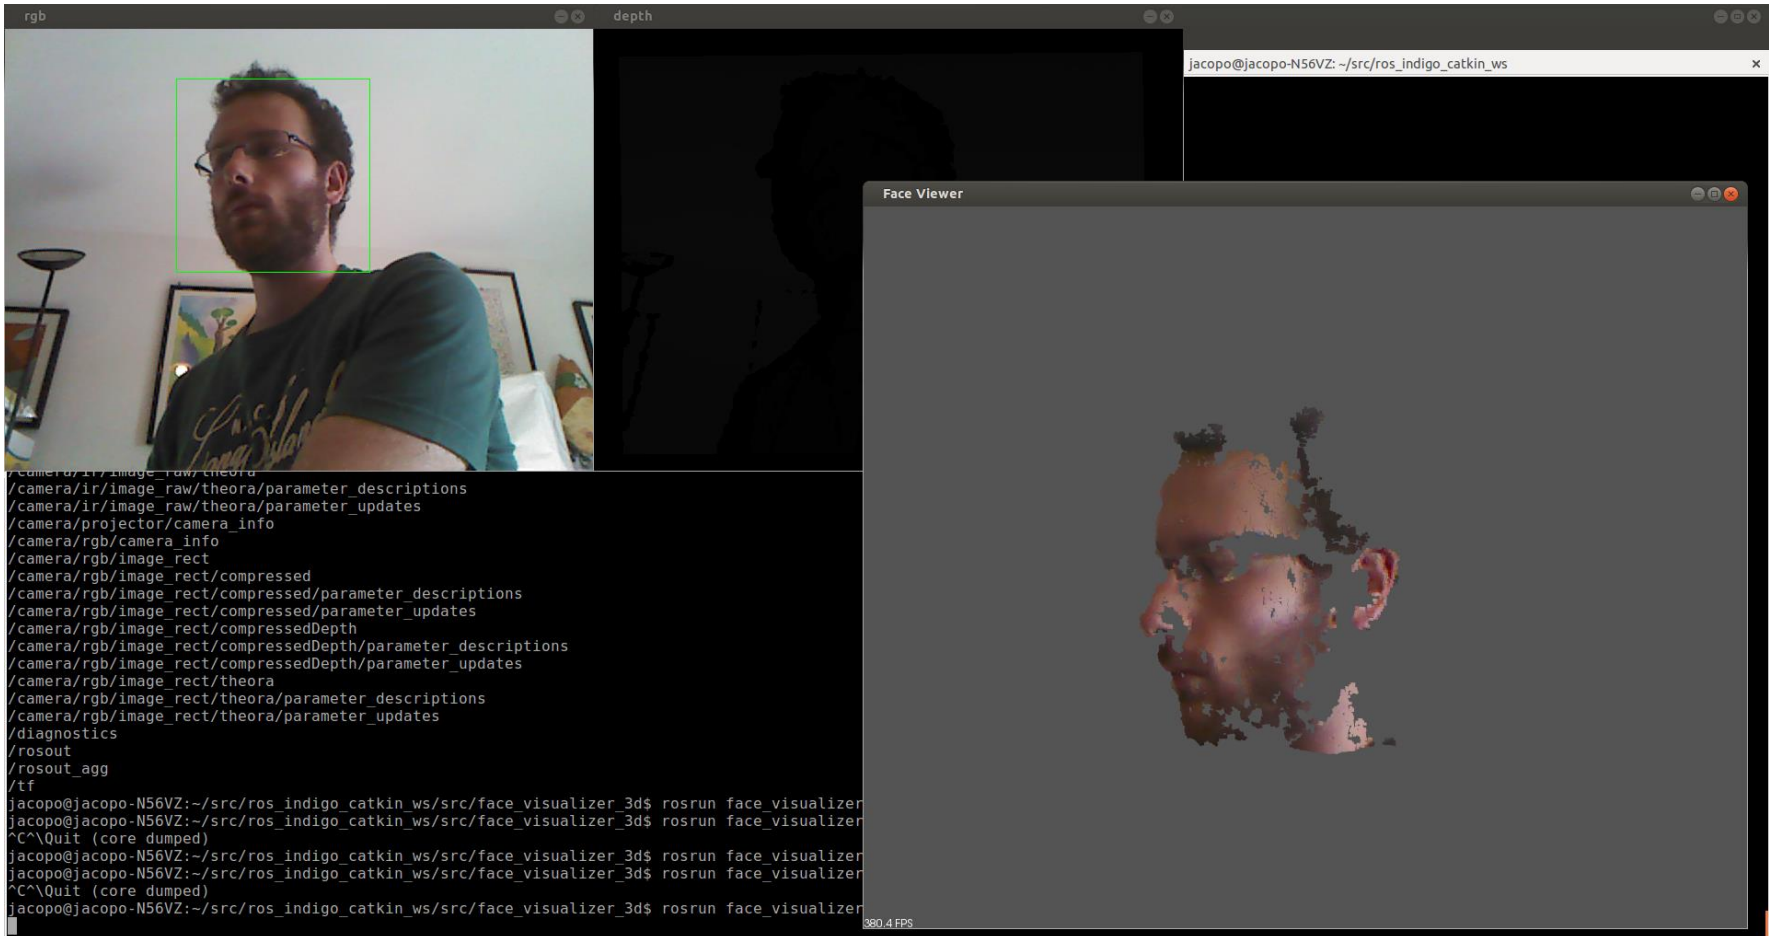 rgb
depth
jacopo@jacopo-N56VZ: ~/src/ros_indigo_catkin_ws
Face Viewer
/camera/ir/image_raw/theora
/camera/ir/image_raw/theora/parameter_descriptions
/camera/ir/image_raw/theora/parameter_updates
/camera/projector/camera_info
/camera/rgb/camera_info
/camera/rgb/image_rect
/camera/rgb/image_rect/compressed
/camera/rgb/image_rect/compressed/parameter_descriptions
/camera/rgb/image_rect/compressed/parameter_updates
/camera/rgb/image_rect/compressedDepth
/camera/rgb/image_rect/compressedDepth/parameter_descriptions
/camera/rgb/image_rect/compressedDepth/parameter_updates
/camera/rgb/image_rect/theora
/camera/rgb/image_rect/theora/parameter_descriptions
/camera/rgb/image_rect/theora/parameter_updates
/diagnostics
/rosout
/rosout_agg
/tf
jacopo@jacopo-N56VZ:~/src/ros_indigo_catkin_ws/src/face_visualizer_3d$ rosrun face_visualizer
jacopo@jacopo-N56VZ:~/src/ros_indigo_catkin_ws/src/face_visualizer_3d$ rosrun face_visualizer
^C^\Quit (core dumped)
jacopo@jacopo-N56VZ:~/src/ros_indigo_catkin_ws/src/face_visualizer_3d$ rosrun face_visualizer
jacopo@jacopo-N56VZ:~/src/ros_indigo_catkin_ws/src/face_visualizer_3d$ rosrun face_visualizer
^C^\Quit (core dumped)
jacopo@jacopo-N56VZ:~/src/ros_indigo_catkin_ws/src/face_visualizer_3d$ rosrun face_visualizer
380.4 FPS